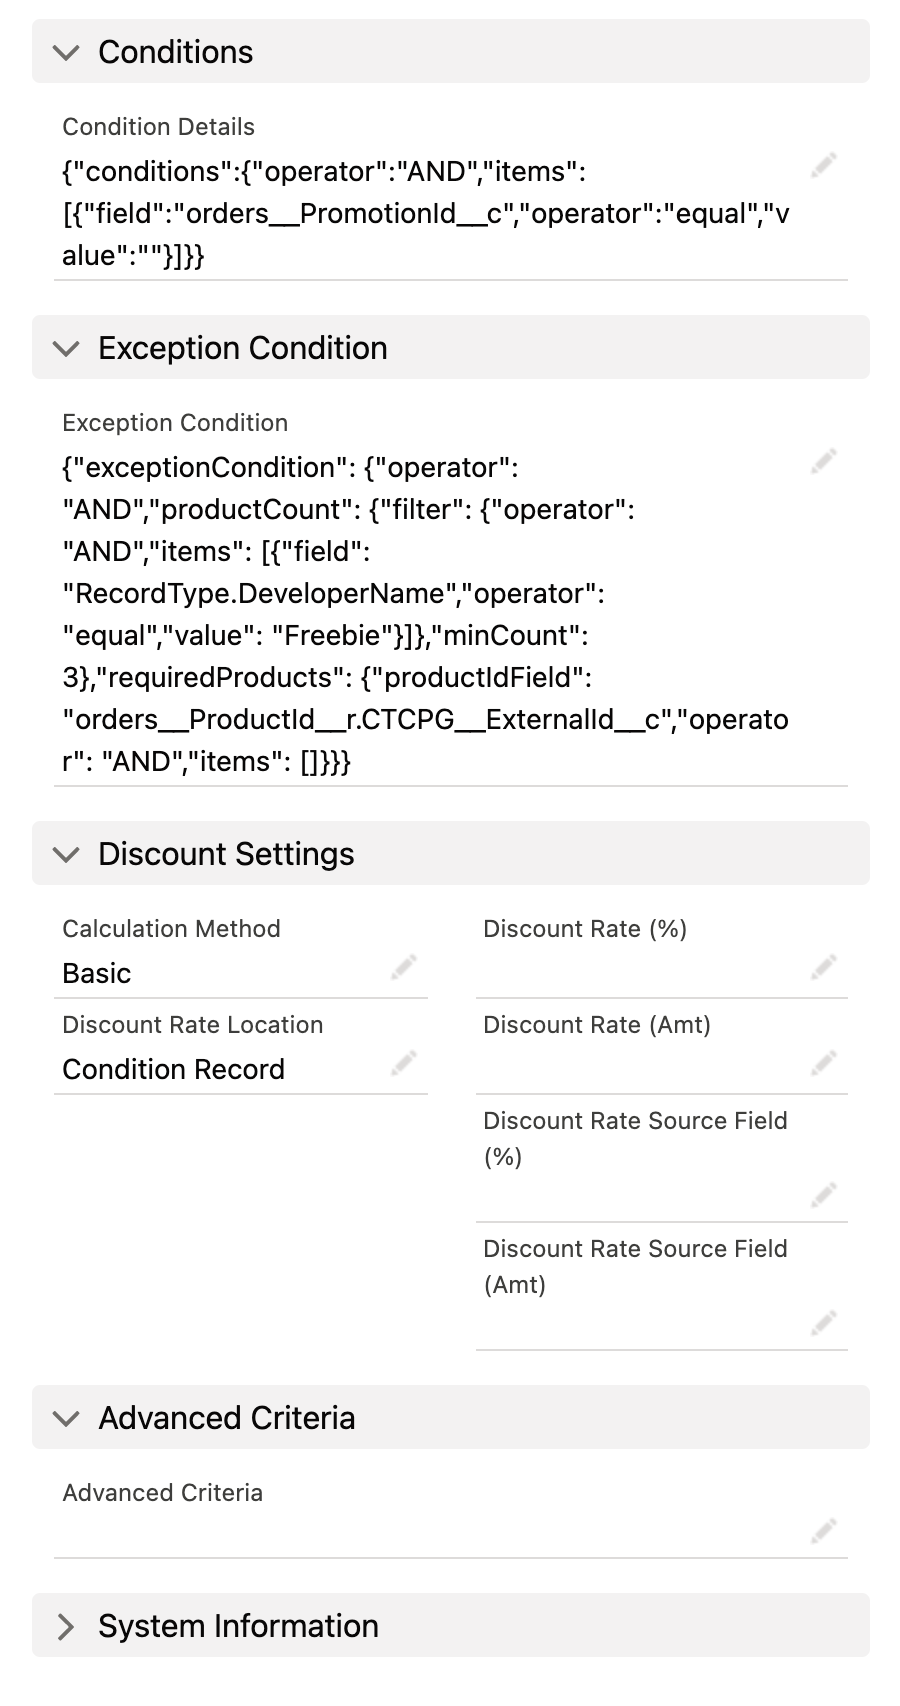 Conditions
Condition Details
{"conditions":{"operator":"AND","items":
[{"field":"orders__PromotionId__c","operator":"equal","v
alue":""}]}}
Exception Condition
Exception Condition
{"exceptionCondition": {"operator":
"AND","productCount": {"filter": {"operator":
"AND","items": [{"field":
"RecordType.DeveloperName","operator":
"equal","value": "Freebie"}]},"minCount":
3},"requiredProducts": {"productIdField":
"orders__ProductId__r.CTCPG__ExternalId__c","operato
r": "AND","items": []}}}
Discount Settings
Calculation Method
Basic
Discount Rate Location
Condition Record
Discount Rate (%)
Discount Rate (Amt)
Discount Rate Source Field
(%)
Discount Rate Source Field
(Amt)
Advanced Criteria
Advanced Criteria
System Information